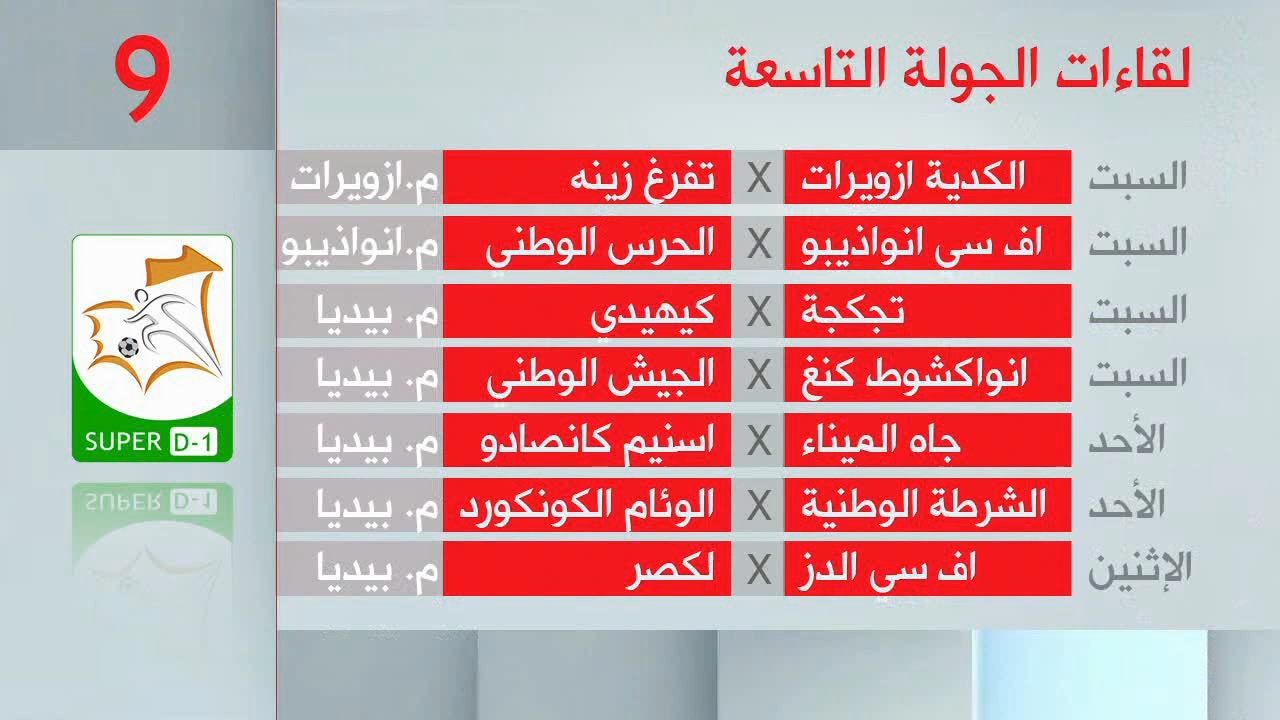 لقاءات الجولة التاسعة
9
السبت الكدية ازويرات X تفرغ زينه م.ازويرات
السبت اف سي انواذيبو X الحرس الوطني م.انواذيبو
السبت تجكجة X كيهيدي م. بيديا
السبت انواكشوط كنغ X الجيش الوطني م. بيديا
الأحد جاه الميناء X اسنيم كانصادو م. بيديا
الأحد الشرطة الوطنية X الوئام الكونكورد م. بيديا
الإثنين اف سي الدز X لكصر م. بيديا
SUPER D-1